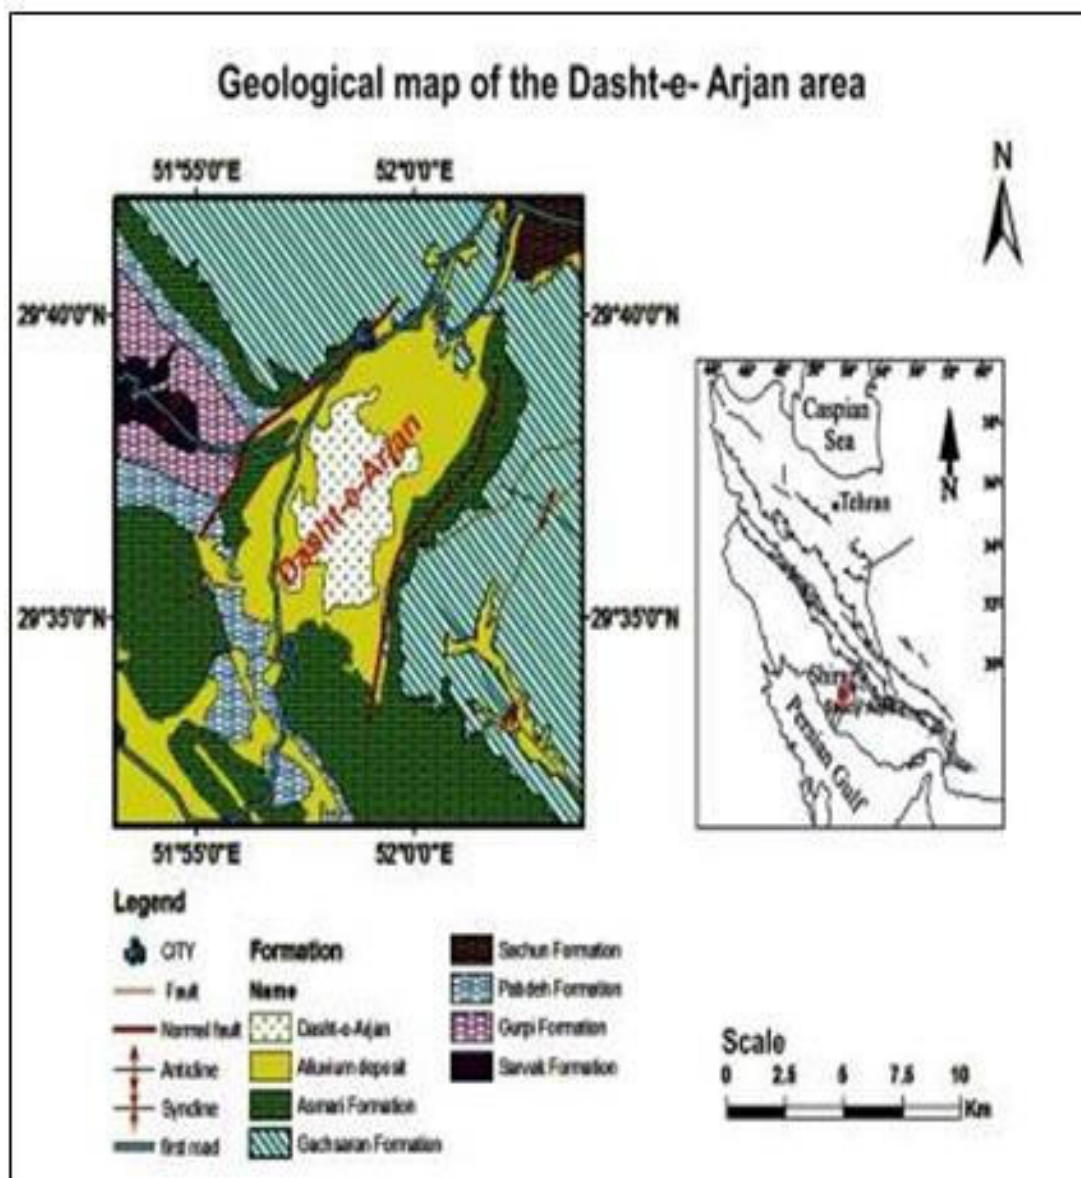 Geological map of the Dasht-e- Arjan area
51°55'0"E
52°0'0"E
N
29°40'0"N
29°40'0"N
Dasht-e-Arjan
29°35'0"N
29°35'0"N
51°55'0"E
52°0'0"E
Caspian
Sea
N
Tehran
Persian Gulf
Legend
CITY
Fault
Normal fault
Anticline
Syncline
first road
Formation
Name
Dasht-e-Arjan
Alluvium deposit
Asmari Formation
Gachsaran Formation
Sachun Formation
Pabdeh Formation
Gurpi Formation
Sarvak Formation
Scale
0 2.5 5 7.5 10
Km